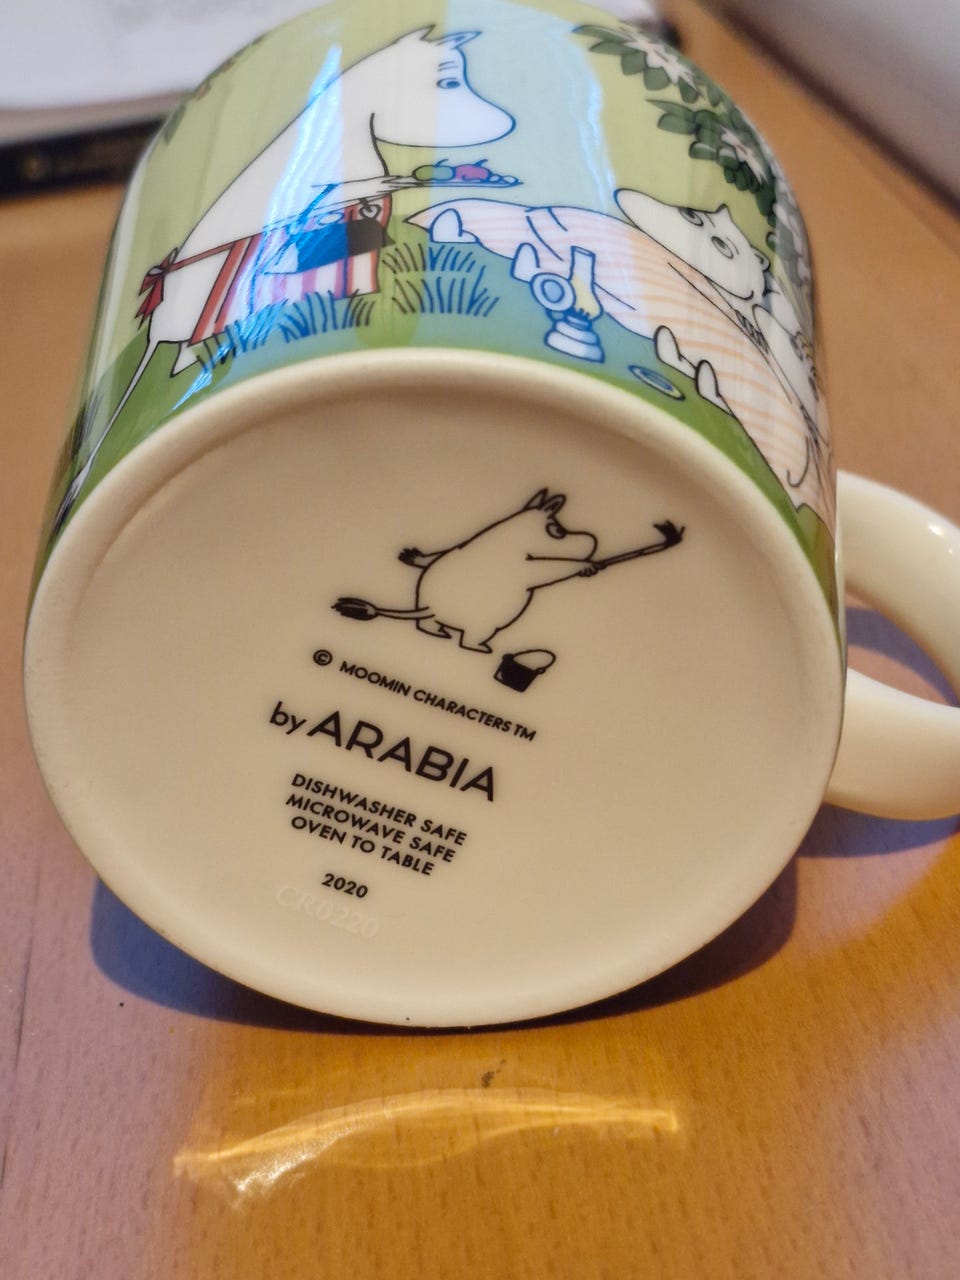 © MOOMIN CHARACTERS TM
by ARABIA
DISHWASHER SAFE
MICROWAVE SAFE
OVEN TO TABLE
2020
CR0220